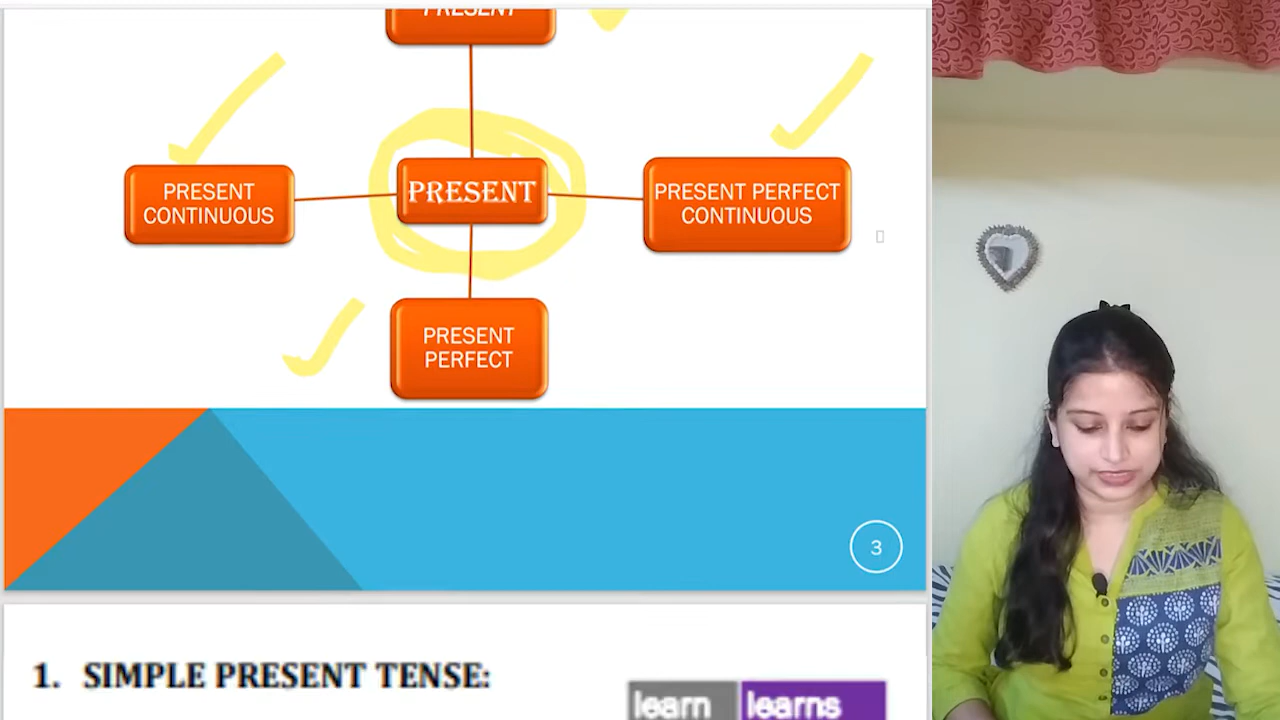 PRESENT
PRESENT
CONTINUOUS
PRESENT
PRESENT PERFECT
CONTINUOUS
PRESENT
PERFECT
3
1. SIMPLE PRESENT TENSE:
learn learns